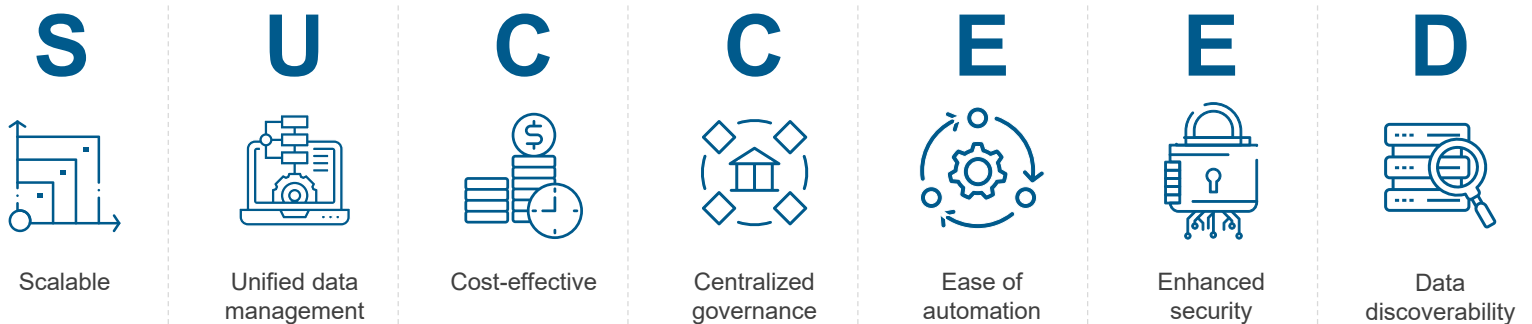 S U C C E E D
$
Scalable
Unified data
management
Cost-effective
Centralized
governance
Ease of
automation
Enhanced
security
Data
discoverability